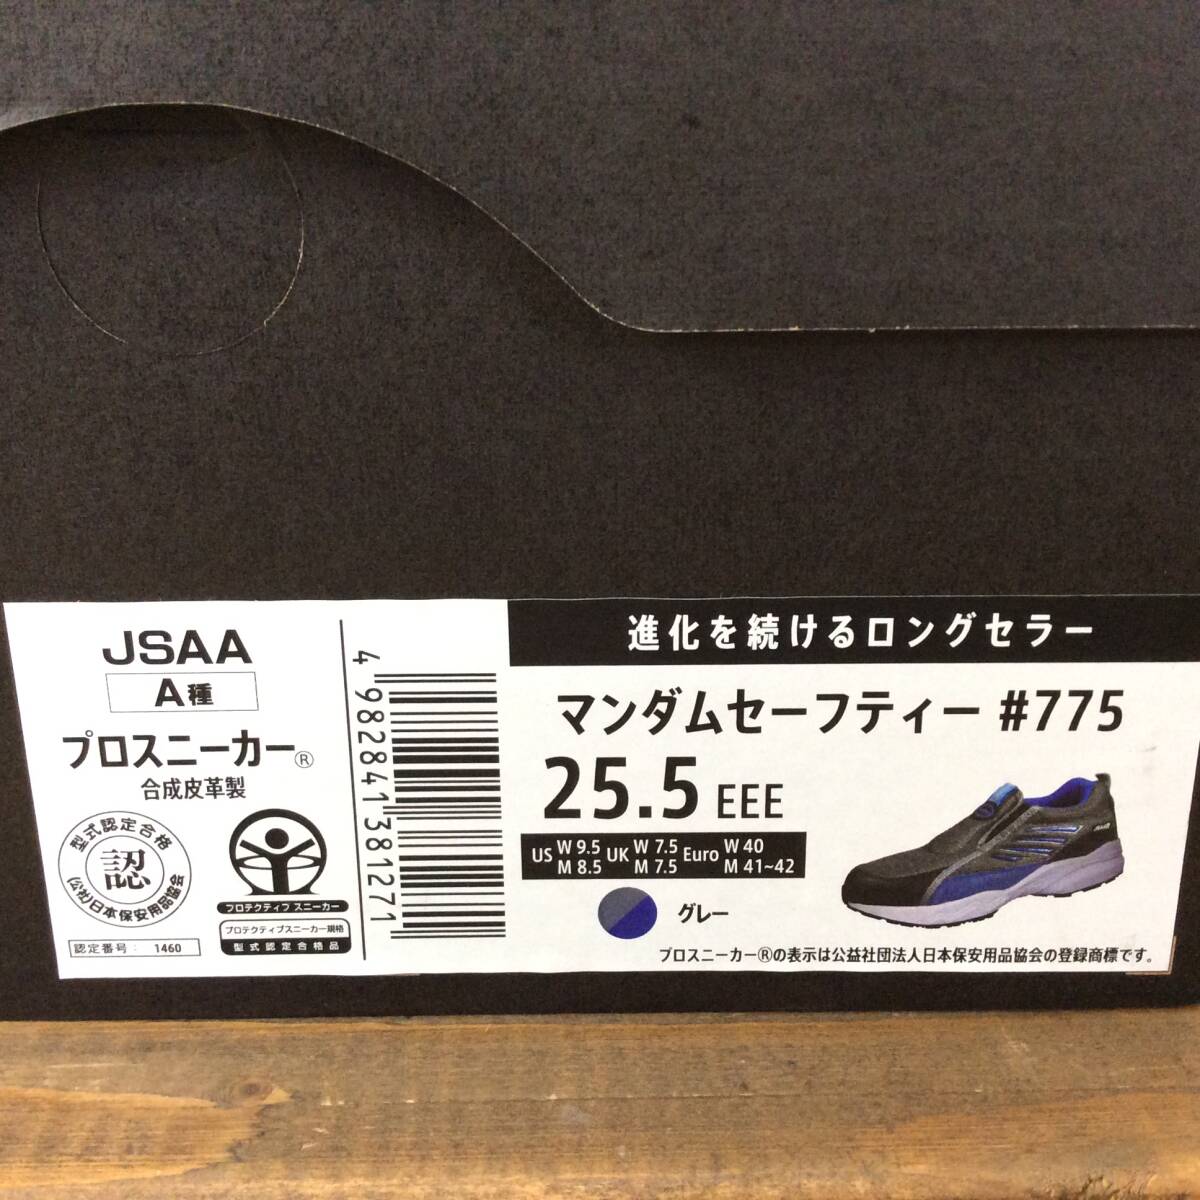 JSAA
A種
プロスニーカー®
合成皮革製
型式認定合格
認
(公社)日本保安用品協会
認定番号: 1460
プロテクティブ スニーカー
プロテクティブスニーカー規格
型式認定合格品
4 982841 381271
進化を続けるロングセラー
マンダムセーフティー #775
25.5 EEE
US W 9.5 M 8.5 UK W 7.5 M 7.5 Euro W 40 M 41~42
グレー
プロスニーカー®の表示は公益社団法人日本保安用品協会の登録商標です。